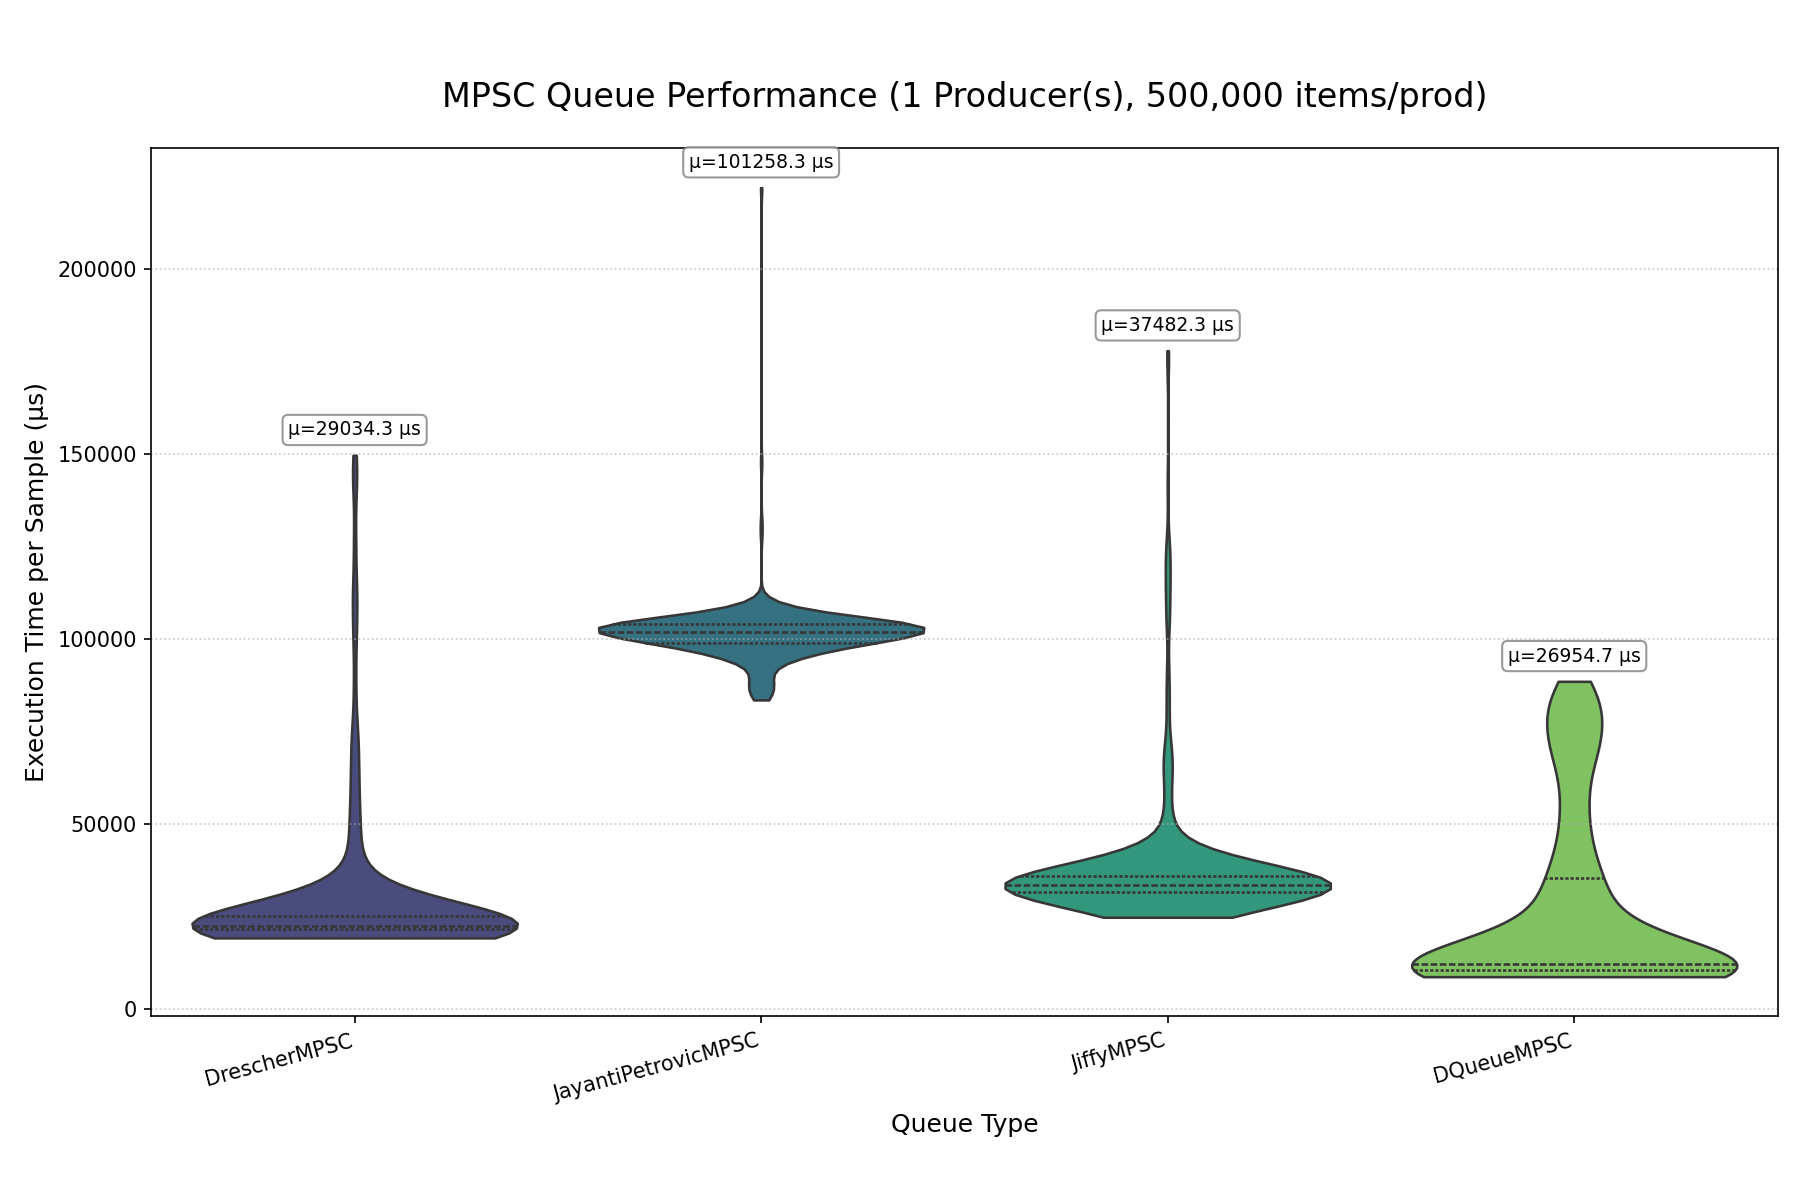 MPSC Queue Performance (1 Producer(s), 500,000 items/prod)
μ=101258.3 μs
μ=37482.3 μs
μ=29034.3 μs
μ=26954.7 μs
Execution Time per Sample (μs)
200000
150000
100000
50000
0
DrescherMPSC
JayantiPetrovicMPSC
JiffyMPSC
DQueueMPSC
Queue Type